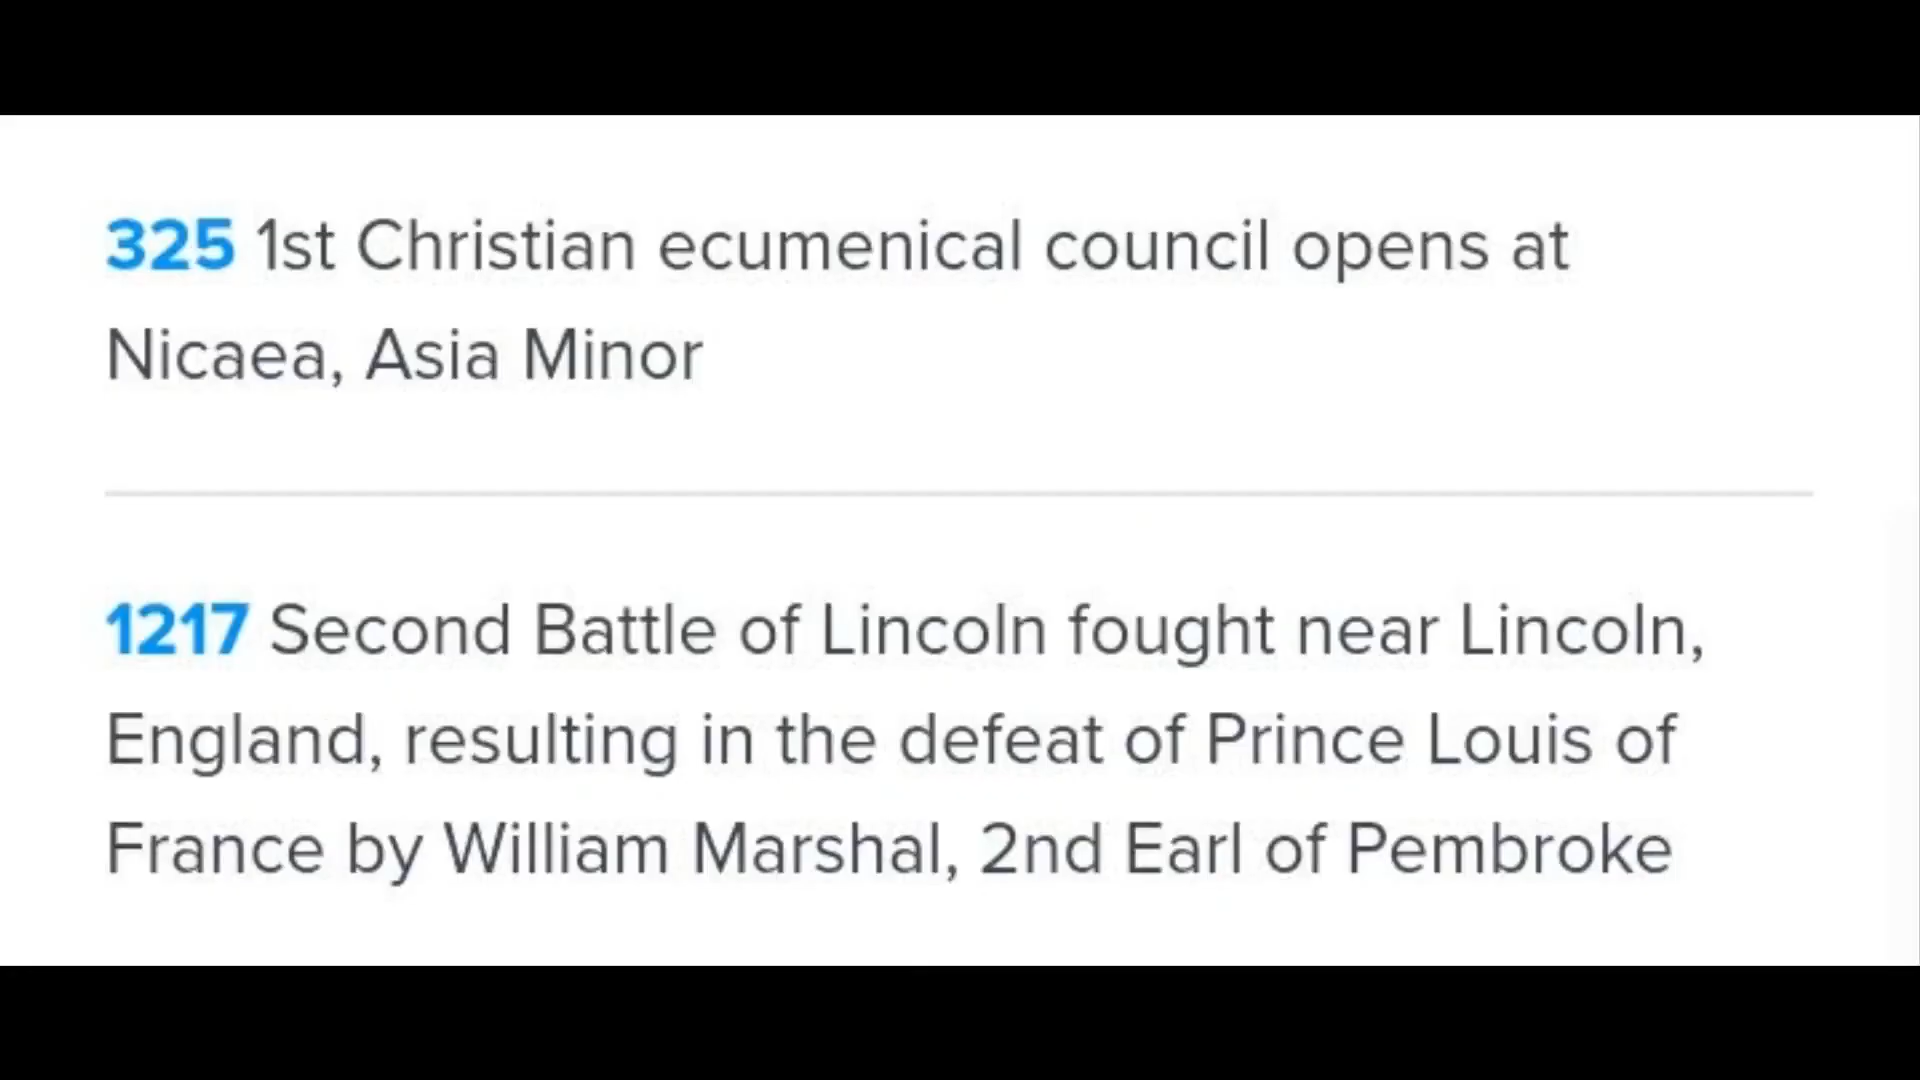 325 1st Christian ecumenical council opens at
Nicaea, Asia Minor
1217 Second Battle of Lincoln fought near Lincoln,
England, resulting in the defeat of Prince Louis of
France by William Marshal, 2nd Earl of Pembroke